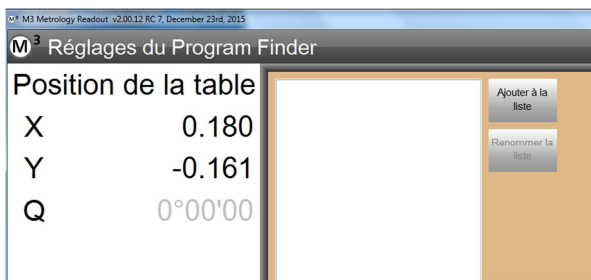 M³ M3 Metrology Readout v2.00.12 RC 7, December 23rd, 2015
M³ Réglages du Program Finder
Position de la table
X 0.180
Y -0.161
Q 0°00'00
Ajouter à la
liste
Renommer la
liste